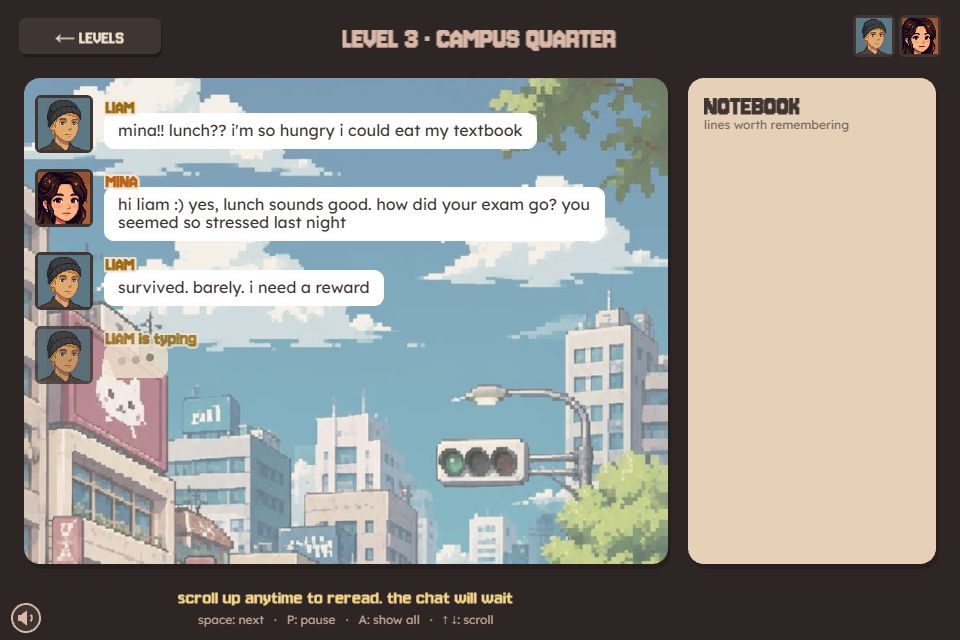 ← LEVELS
LEVEL 3 · CAMPUS QUARTER
LIAM
mina!! lunch?? i'm so hungry i could eat my textbook
MINA
hi liam :) yes, lunch sounds good. how did your exam go? you
seemed so stressed last night
LIAM
survived. barely. i need a reward
LIAM is typing
NOTEBOOK
lines worth remembering
scroll up anytime to reread. the chat will wait
space: next · P: pause · A: show all · ↑↓: scroll